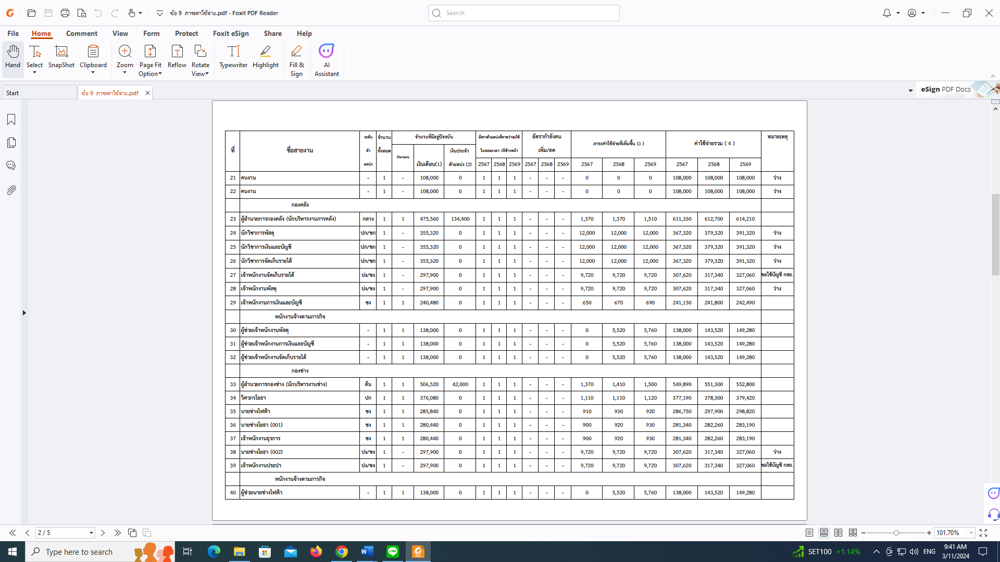 ข้อ 9 ภาระค่าใช้จ่าย.pdf - Foxit PDF Reader
Search
File Home Comment View Form Protect Foxit eSign Share Help
Hand Select SnapShot Clipboard Zoom Page Fit Option Reflow Rotate View Typewriter Highlight Fill & Sign AI Assistant
Start ข้อ 9 ภาระค่าใช้จ่าย.pdf eSign PDF Docs
ที่ ชื่อสายงาน ระดับตำแหน่ง จำนวนทั้งหมด จำนวนที่มีอยู่ปัจจุบัน อัตราตำแหน่งที่คาดว่าจะใช้ในระยะเวลา 3ปีข้างหน้า อัตรากำลังคน เพิ่ม/ลด ภาระค่าใช้จ่ายที่เพิ่มขึ้น (3 ) ค่าใช้จ่ายรวม ( 4 ) หมายเหตุ
จำนวนคน เงินเดือน(1) เงินประจำตำแหน่ง (2) 2567 2568 2569 2567 2568 2569 2567 2568 2569 2567 2568 2569
21 คนงาน - 1 - 108,000 0 1 1 1 - - - 0 0 0 108,000 108,000 108,000 ว่าง
22 คนงาน - 1 - 108,000 0 1 1 1 - - - 0 0 0 108,000 108,000 108,000 ว่าง
กองคลัง
23 ผู้อำนวยการกองคลัง (นักบริหารงานการคลัง) กลาง 1 1 475,560 134,400 1 1 1 - - - 1,370 1,370 1,510 611,330 612,700 614,210
24 นักวิชาการพัสดุ ปก/ชก 1 - 355,320 0 1 1 1 - - - 12,000 12,000 12,000 367,320 379,320 391,320 ว่าง
25 นักวิชาการเงินและบัญชี ปก/ชก 1 - 355,320 0 1 1 1 - - - 12,000 12,000 12,000 367,320 379,320 391,320 ว่าง
26 นักวิชาการจัดเก็บรายได้ ปก/ชก 1 - 355,320 0 1 1 1 - - - 12,000 12,000 12,000 367,320 379,320 391,320 ว่าง
27 เจ้าพนักงานจัดเก็บรายได้ ปง/ชง 1 - 297,900 0 1 1 1 - - - 9,720 9,720 9,720 307,620 317,340 327,060 ขอใช้บัญชี กสถ.
28 เจ้าพนักงานพัสดุ ปง/ชง 1 - 297,900 0 1 1 1 - - - 9,720 9,720 9,720 307,620 317,340 327,060 ว่าง
29 เจ้าพนักงานการเงินและบัญชี ชง 1 1 240,480 0 1 1 1 - - - 650 670 690 241,130 241,800 242,490
พนักงานจ้างตามภารกิจ
30 ผู้ช่วยเจ้าพนักงานพัสดุ - 1 1 138,000 0 1 1 1 - - - 0 5,520 5,760 138,000 143,520 149,280
31 ผู้ช่วยเจ้าพนักงานการเงินและบัญชี - 1 1 138,000 0 1 1 1 - - - 0 5,520 5,760 138,000 143,520 149,280
32 ผู้ช่วยเจ้าพนักงานจัดเก็บรายได้ - 1 1 138,000 0 1 1 1 - - - 0 5,520 5,760 138,000 143,520 149,280
กองช่าง
33 ผู้อำนวยการกองช่าง (นักบริหารงานช่าง) ต้น 1 1 506,520 42,000 1 1 1 - - - 1,370 1,410 1,500 549,890 551,300 552,800
34 วิศวกรโยธา ปก 1 1 376,080 0 1 1 1 - - - 1,110 1,110 1,120 377,190 378,300 379,420
35 นายช่างไฟฟ้า ชง 1 1 285,840 0 1 1 1 - - - 910 930 920 286,750 297,900 298,820
36 นายช่างโยธา (001) ชง 1 1 280,440 0 1 1 1 - - - 900 920 930 281,340 282,260 283,190
37 เจ้าพนักงานธุรการ ชง 1 1 280,440 0 1 1 1 - - - 900 920 930 281,340 282,260 283,190
38 นายช่างโยธา (002) ปง/ชง 1 - 297,900 0 1 1 1 - - - 9,720 9,720 9,720 307,620 317,340 327,060 ว่าง
39 เจ้าพนักงานประปา ปง/ชง 1 - 297,900 0 1 1 1 - - - 9,720 9,720 9,720 307,620 317,340 327,060 ขอใช้บัญชี กสถ.
พนักงานจ้างตามภารกิจ
40 ผู้ช่วยนายช่างไฟฟ้า - 1 1 138,000 0 1 1 1 - - - 0 5,520 5,760 138,000 143,520 149,280
2 / 5 101.70%
Type here to search SET100 +1.14% ENG 9:41 AM
3/11/2024